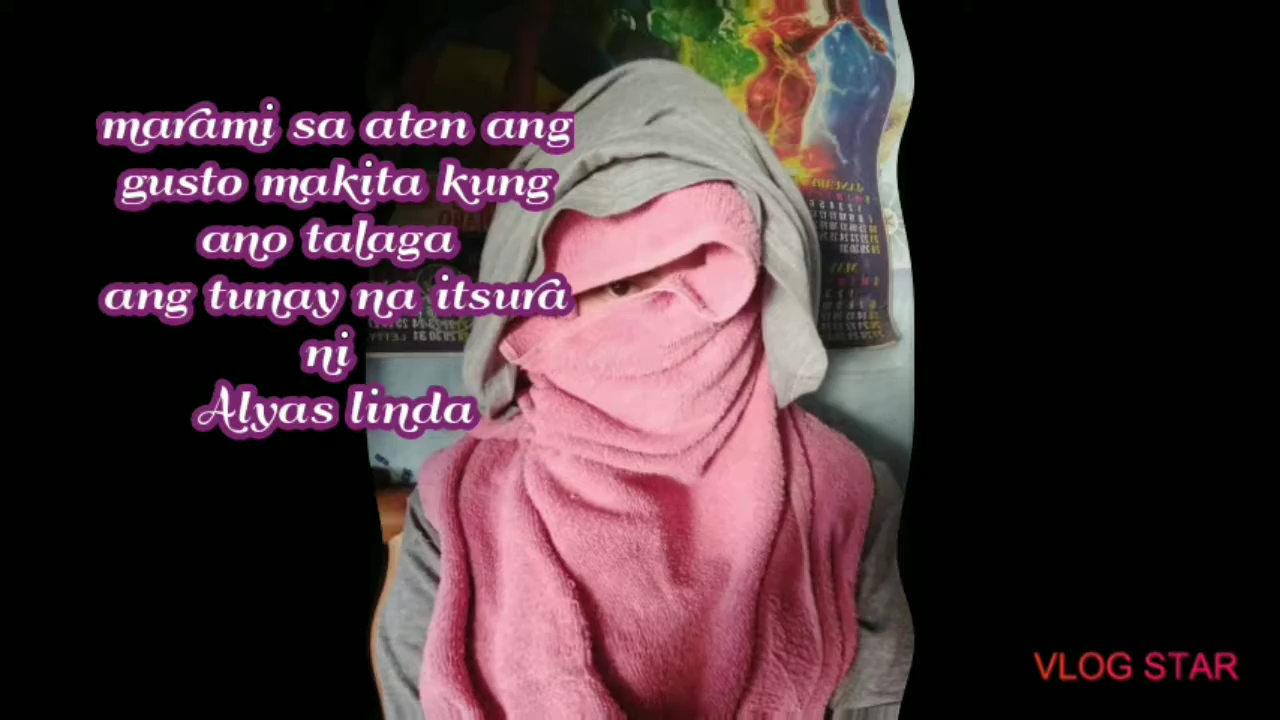 marami sa aten ang
gusto makita kung
ano talaga
ang tunay na itsura
ni
Alyas linda
VLOG STAR